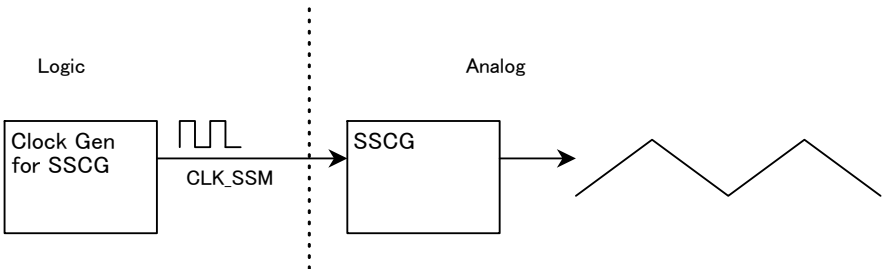 Logic
Analog
Clock Gen
for SSCG
CLK_SSM
SSCG